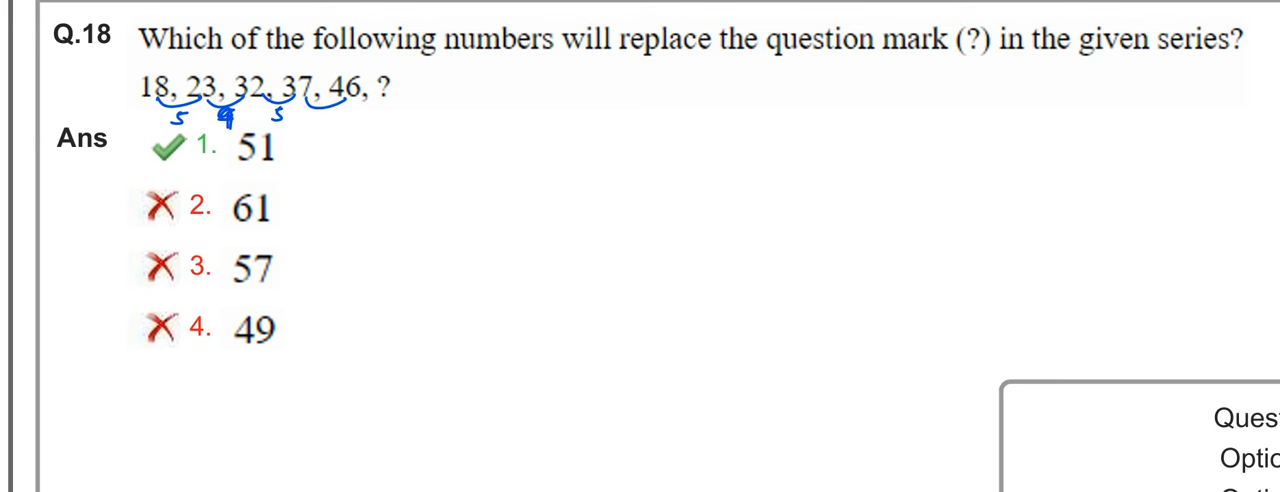 Q.18 Which of the following numbers will replace the question mark (?) in the given series?
18, 23, 32, 37, 46, ?
5 9 5
Ans 1. 51
2. 61
3. 57
4. 49
Ques
Optio